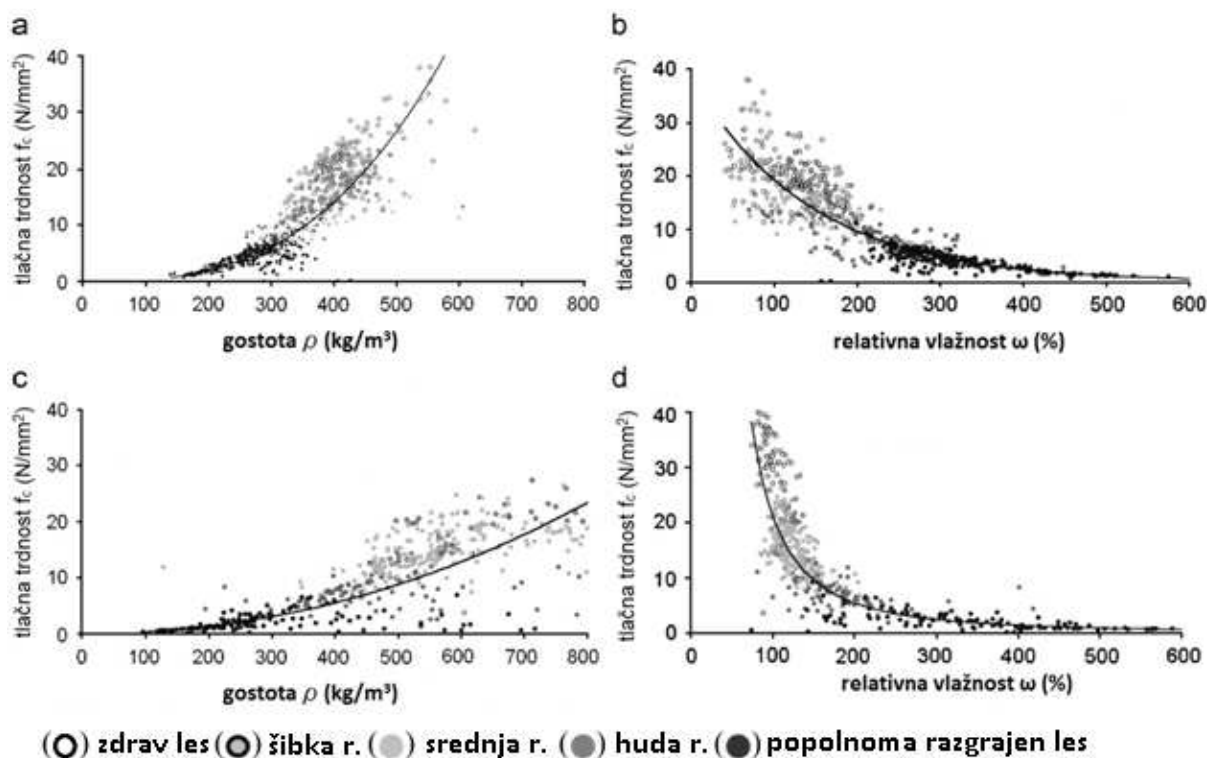 a
b
tlačna trdnost f꜀ (N/mm²)
40
30
20
10
0
0 100 200 300 400 500 600 700 800
gostota ρ (kg/m³)
tlačna trdnost f꜀ (N/mm²)
40
30
20
10
0
0 100 200 300 400 500 600
relativna vlažnost ω (%)
c
d
tlačna trdnost f꜀ (N/mm²)
40
30
20
10
0
0 100 200 300 400 500 600 700 800
gostota ρ (kg/m³)
tlačna trdnost f꜀ (N/mm²)
40
30
20
10
0
0 100 200 300 400 500 600
relativna vlažnost ω (%)
( ) zdrav les ( ) šibka r. ( ) srednja r. ( ) huda r. ( ) popolnoma razgrajen les